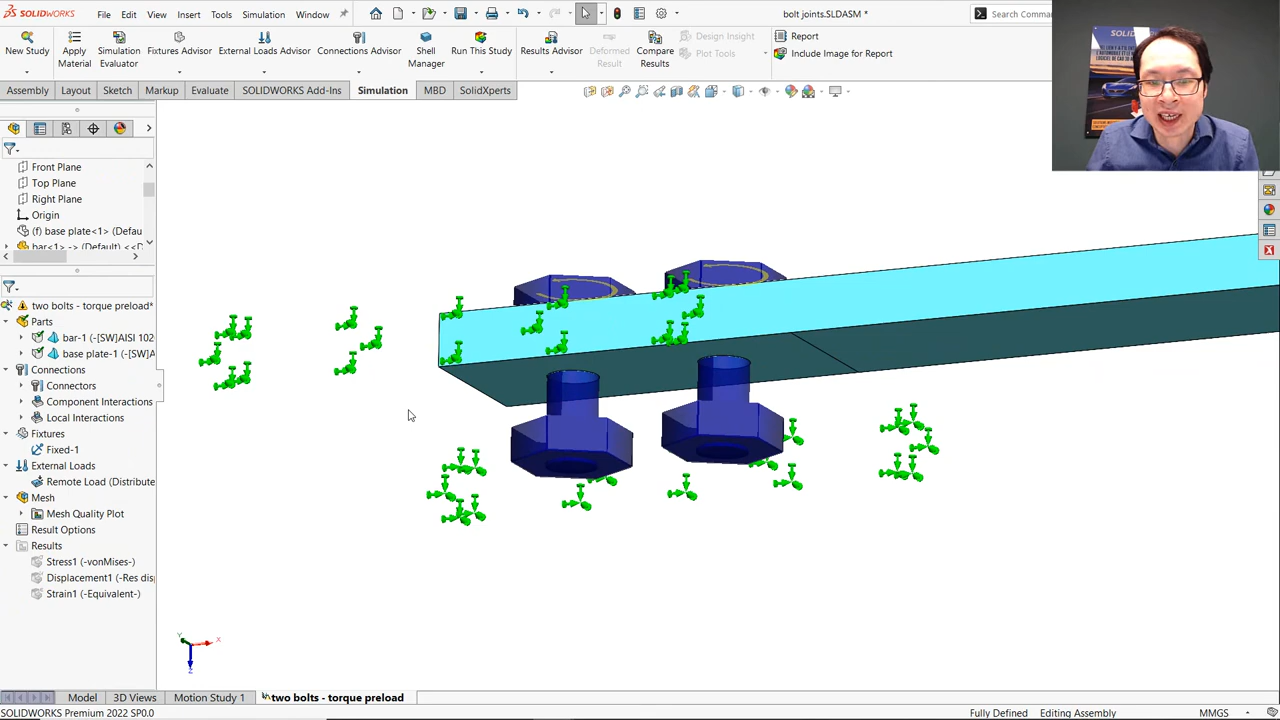 SOLIDWORKS
File
Edit
View
Insert
Tools
Simulation
Window
bolt joints.SLDASM *
Search Comma
New Study
Apply Material
Simulation Evaluator
Fixtures Advisor
External Loads Advisor
Connections Advisor
Shell Manager
Run This Study
Results Advisor
Deformed Result
Compare Results
Design Insight
Plot Tools
Report
Include Image for Report
Assembly
Layout
Sketch
Markup
Evaluate
SOLIDWORKS Add-Ins
Simulation
MBD
SolidXperts
Front Plane
Top Plane
Right Plane
Origin
(f) base plate<1> (Defau
bar<1> -> (Default) <<D
two bolts - torque preload*
Parts
bar-1 (-[SW]AISI 102
base plate-1 (-[SW]A
Connections
Connectors
Component Interactions
Local Interactions
Fixtures
Fixed-1
External Loads
Remote Load (Distribute
Mesh
Mesh Quality Plot
Result Options
Results
Stress1 (-vonMises-)
Displacement1 (-Res disp
Strain1 (-Equivalent-)
Y
X
Z
Model
3D Views
Motion Study 1
two bolts - torque preload
SOLIDWORKS Premium 2022 SP0.0
Fully Defined
Editing Assembly
MMGS